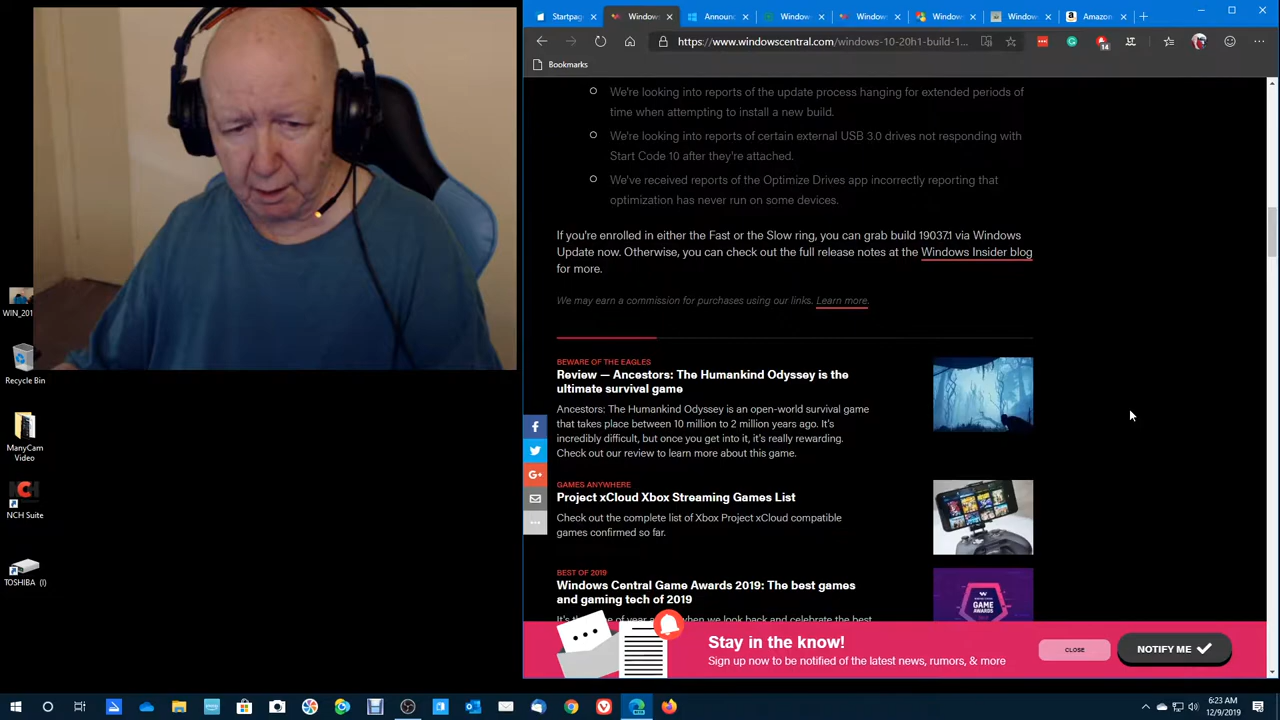 Startpag
Window
Announc
Window
Window
Window
Window
Amazon
https://www.windowscentral.com/windows-10-20h1-build-1...
14
Bookmarks
We're looking into reports of the update process hanging for extended periods of
time when attempting to install a new build.
We're looking into reports of certain external USB 3.0 drives not responding with
Start Code 10 after they're attached.
We've received reports of the Optimize Drives app incorrectly reporting that
optimization has never run on some devices.
If you're enrolled in either the Fast or the Slow ring, you can grab build 19037.1 via Windows
Update now. Otherwise, you can check out the full release notes at the Windows Insider blog
for more.
We may earn a commission for purchases using our links. Learn more.
BEWARE OF THE EAGLES
Review — Ancestors: The Humankind Odyssey is the
ultimate survival game
Ancestors: The Humankind Odyssey is an open-world survival game
that takes place between 10 million to 2 million years ago. It's
incredibly difficult, but once you get into it, it's really rewarding.
Check out our review to learn more about this game.
GAMES ANYWHERE
Project xCloud Xbox Streaming Games List
Check out the complete list of Xbox Project xCloud compatible
games confirmed so far.
BEST OF 2019
Windows Central Game Awards 2019: The best games
and gaming tech of 2019
GAME
AWARDS
Stay in the know!
Sign up now to be notified of the latest news, rumors, & more
CLOSE
NOTIFY ME
WIN_201
Recycle Bin
ManyCam
Video
NCH
NCH Suite
TOSHIBA (I)
6:23 AM
12/9/2019